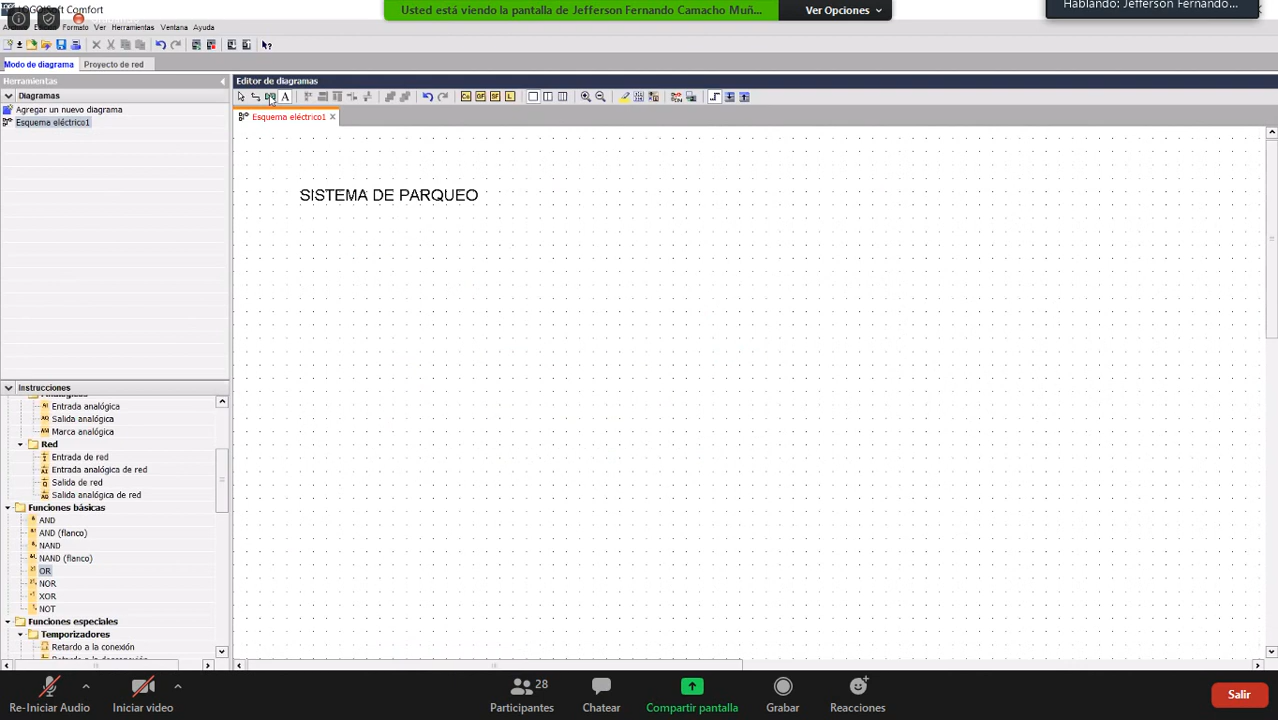 LOGO!Soft Comfort
Usted está viendo la pantalla de Jefferson Fernando Camacho Muñ...
Ver Opciones
Hablando: Jefferson Fernando...
Formato Ver Herramientas Ventana Ayuda
Modo de diagrama Proyecto de red
Herramientas
Editor de diagramas
Diagramas
Agregar un nuevo diagrama
Esquema eléctrico1
A
Co GF SF L
Esquema eléctrico1
SISTEMA DE PARQUEO
Instrucciones
Entrada analógica
Salida analógica
Marca analógica
Red
Entrada de red
Entrada analógica de red
Salida de red
Salida analógica de red
Funciones básicas
AND
AND (flanco)
NAND
NAND (flanco)
OR
NOR
XOR
NOT
Funciones especiales
Temporizadores
Retardo a la conexión
Re-Iniciar Audio
Iniciar video
28
Participantes
Chatear
Compartir pantalla
Grabar
Reacciones
Salir